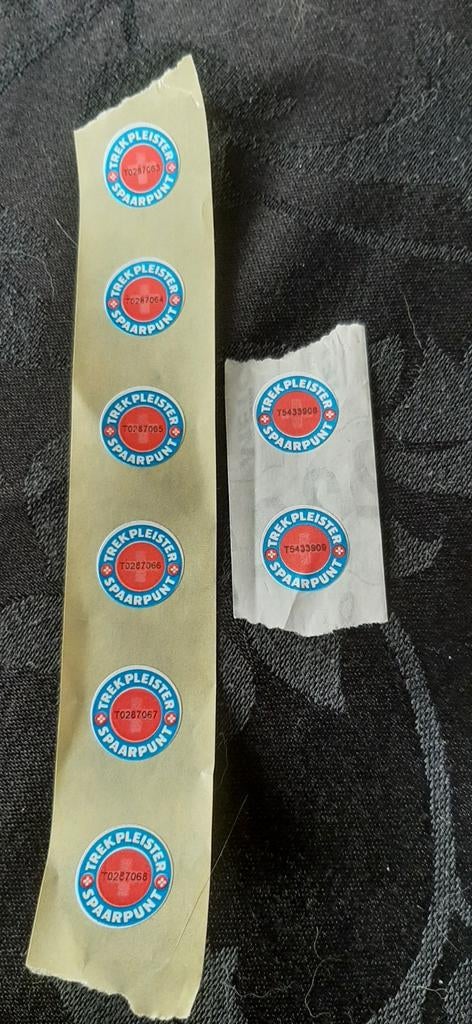 TREKPLEISTER
T0287063
SPAARPUNT
TREKPLEISTER
T0287064
SPAARPUNT
TREKPLEISTER
T0287065
SPAARPUNT
TREKPLEISTER
T0287066
SPAARPUNT
TREKPLEISTER
T0287067
SPAARPUNT
TREKPLEISTER
T0287068
SPAARPUNT
TREKPLEISTER
T5433908
SPAARPUNT
TREKPLEISTER
T5433909
SPAARPUNT